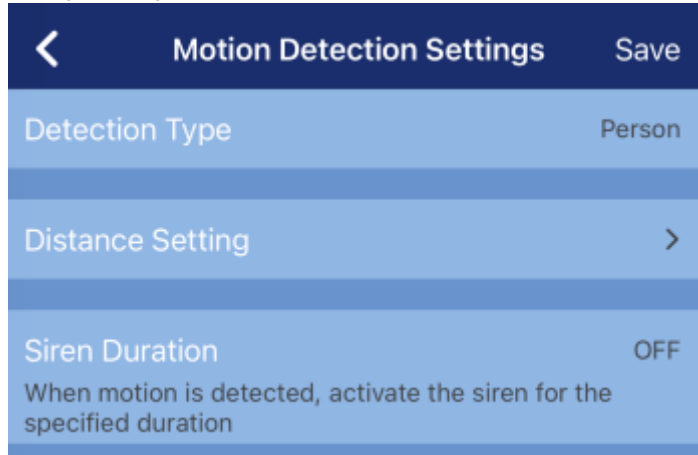 Motion Detection Settings Save
Detection Type Person
Distance Setting
Siren Duration OFF
When motion is detected, activate the siren for the
specified duration